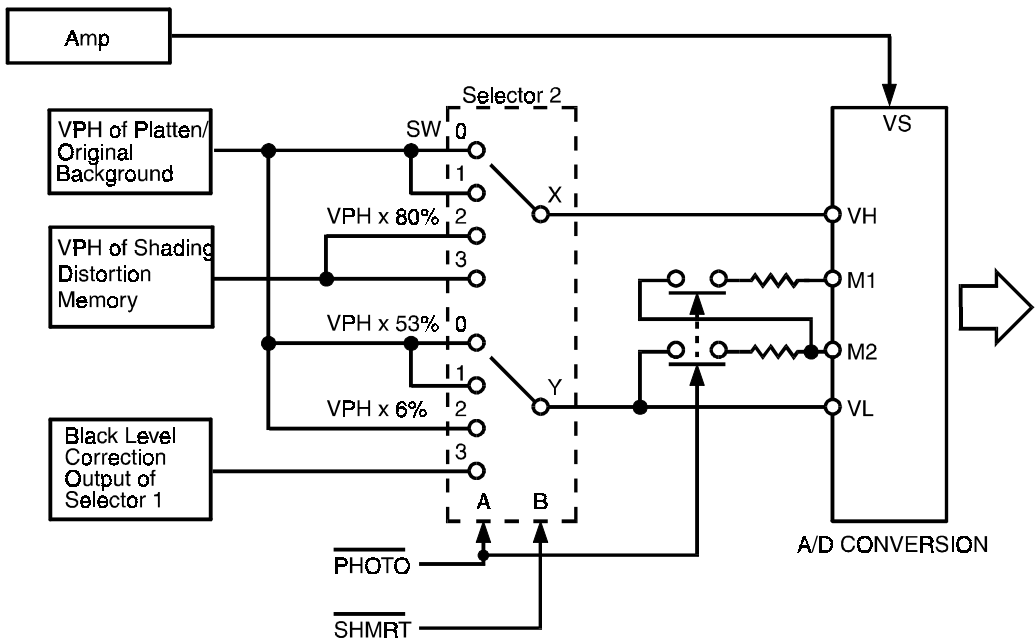 Amp
Selector 2
VS
VPH of Platten/
Original
Background
SW 0
1
X
VPH x 80% 2
VH
VPH of Shading
Distortion
Memory
3
M1
VPH x 53% 0
M2
1
Y
VPH x 6% 2
VL
Black Level
Correction
Output of
Selector 1
3
A B
A/D CONVERSION
PHOTO
SHMRT